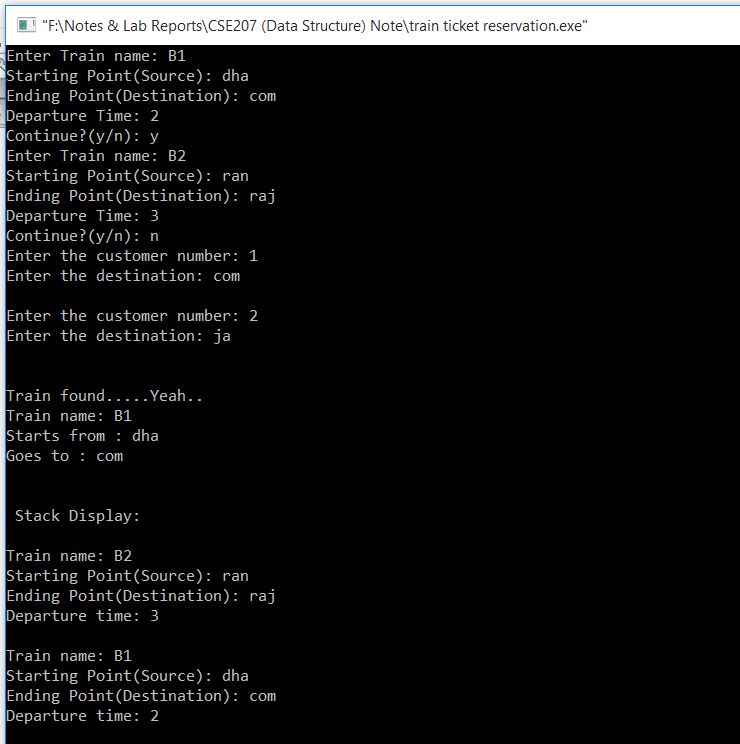 "F:\Notes & Lab Reports\CSE207 (Data Structure) Note\train ticket reservation.exe"
Enter Train name: B1
Starting Point(Source): dha
Ending Point(Destination): com
Departure Time: 2
Continue?(y/n): y
Enter Train name: B2
Starting Point(Source): ran
Ending Point(Destination): raj
Departure Time: 3
Continue?(y/n): n
Enter the customer number: 1
Enter the destination: com
Enter the customer number: 2
Enter the destination: ja
Train found.....Yeah..
Train name: B1
Starts from : dha
Goes to : com
Stack Display:
Train name: B2
Starting Point(Source): ran
Ending Point(Destination): raj
Departure time: 3
Train name: B1
Starting Point(Source): dha
Ending Point(Destination): com
Departure time: 2